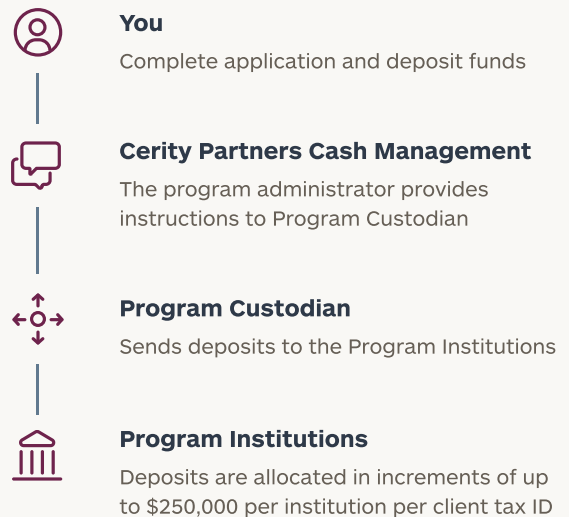 You
Complete application and deposit funds
Cerity Partners Cash Management
The program administrator provides
instructions to Program Custodian
Program Custodian
Sends deposits to the Program Institutions
Program Institutions
Deposits are allocated in increments of up
to $250,000 per institution per client tax ID